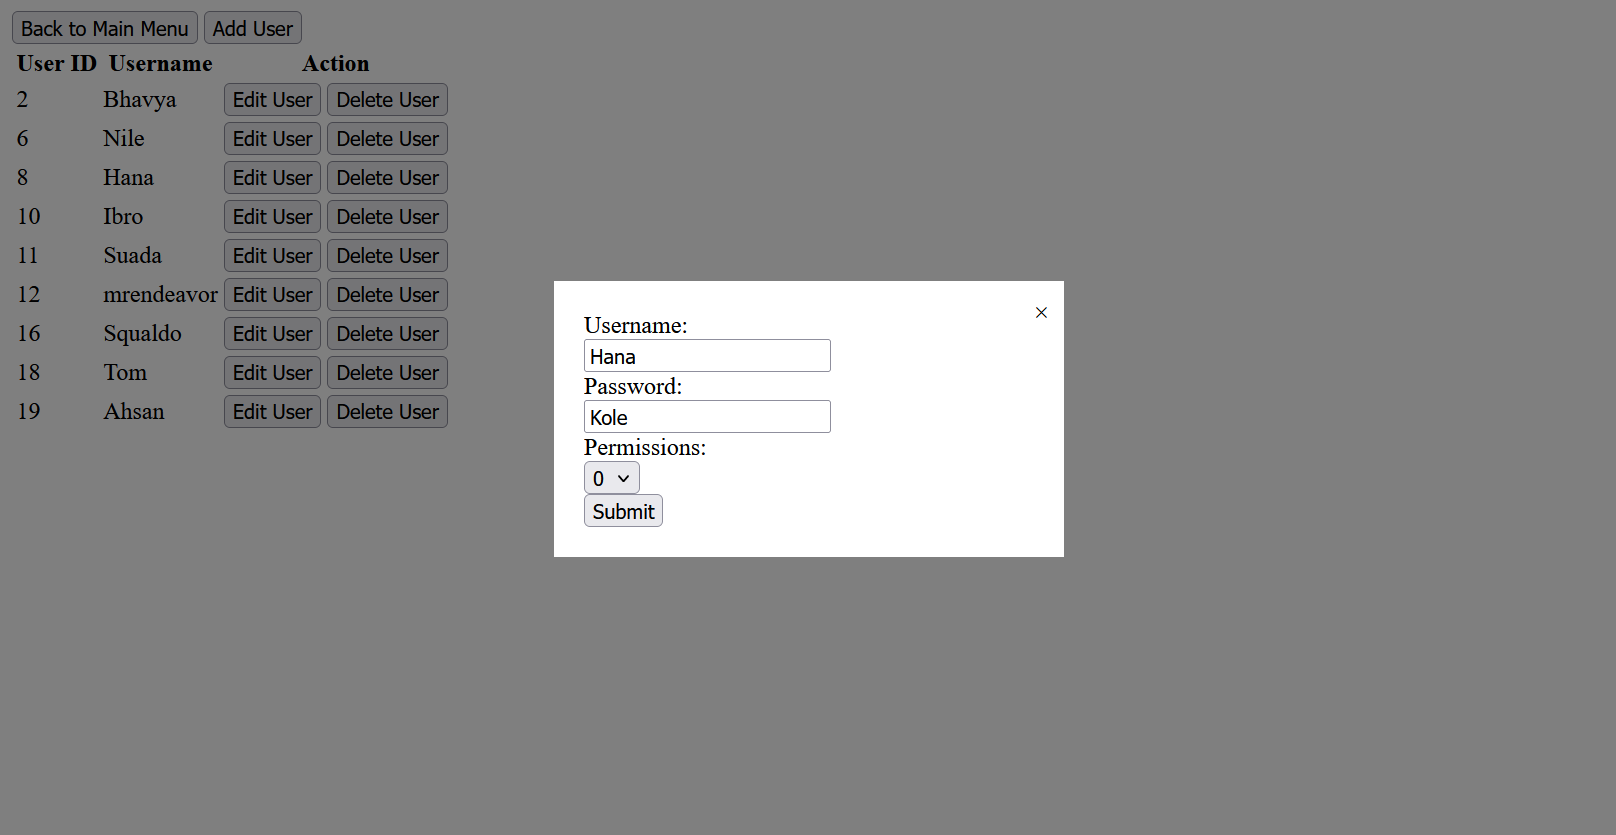 Back to Main Menu Add User
User ID Username Action
2 Bhavya Edit User Delete User
6 Nile Edit User Delete User
8 Hana Edit User Delete User
10 Ibro Edit User Delete User
11 Suada Edit User Delete User
12 mrendeavor Edit User Delete User
16 Squaldo Edit User Delete User
18 Tom Edit User Delete User
19 Ahsan Edit User Delete User
×
Username:
Hana
Password:
Kole
Permissions:
0
Submit